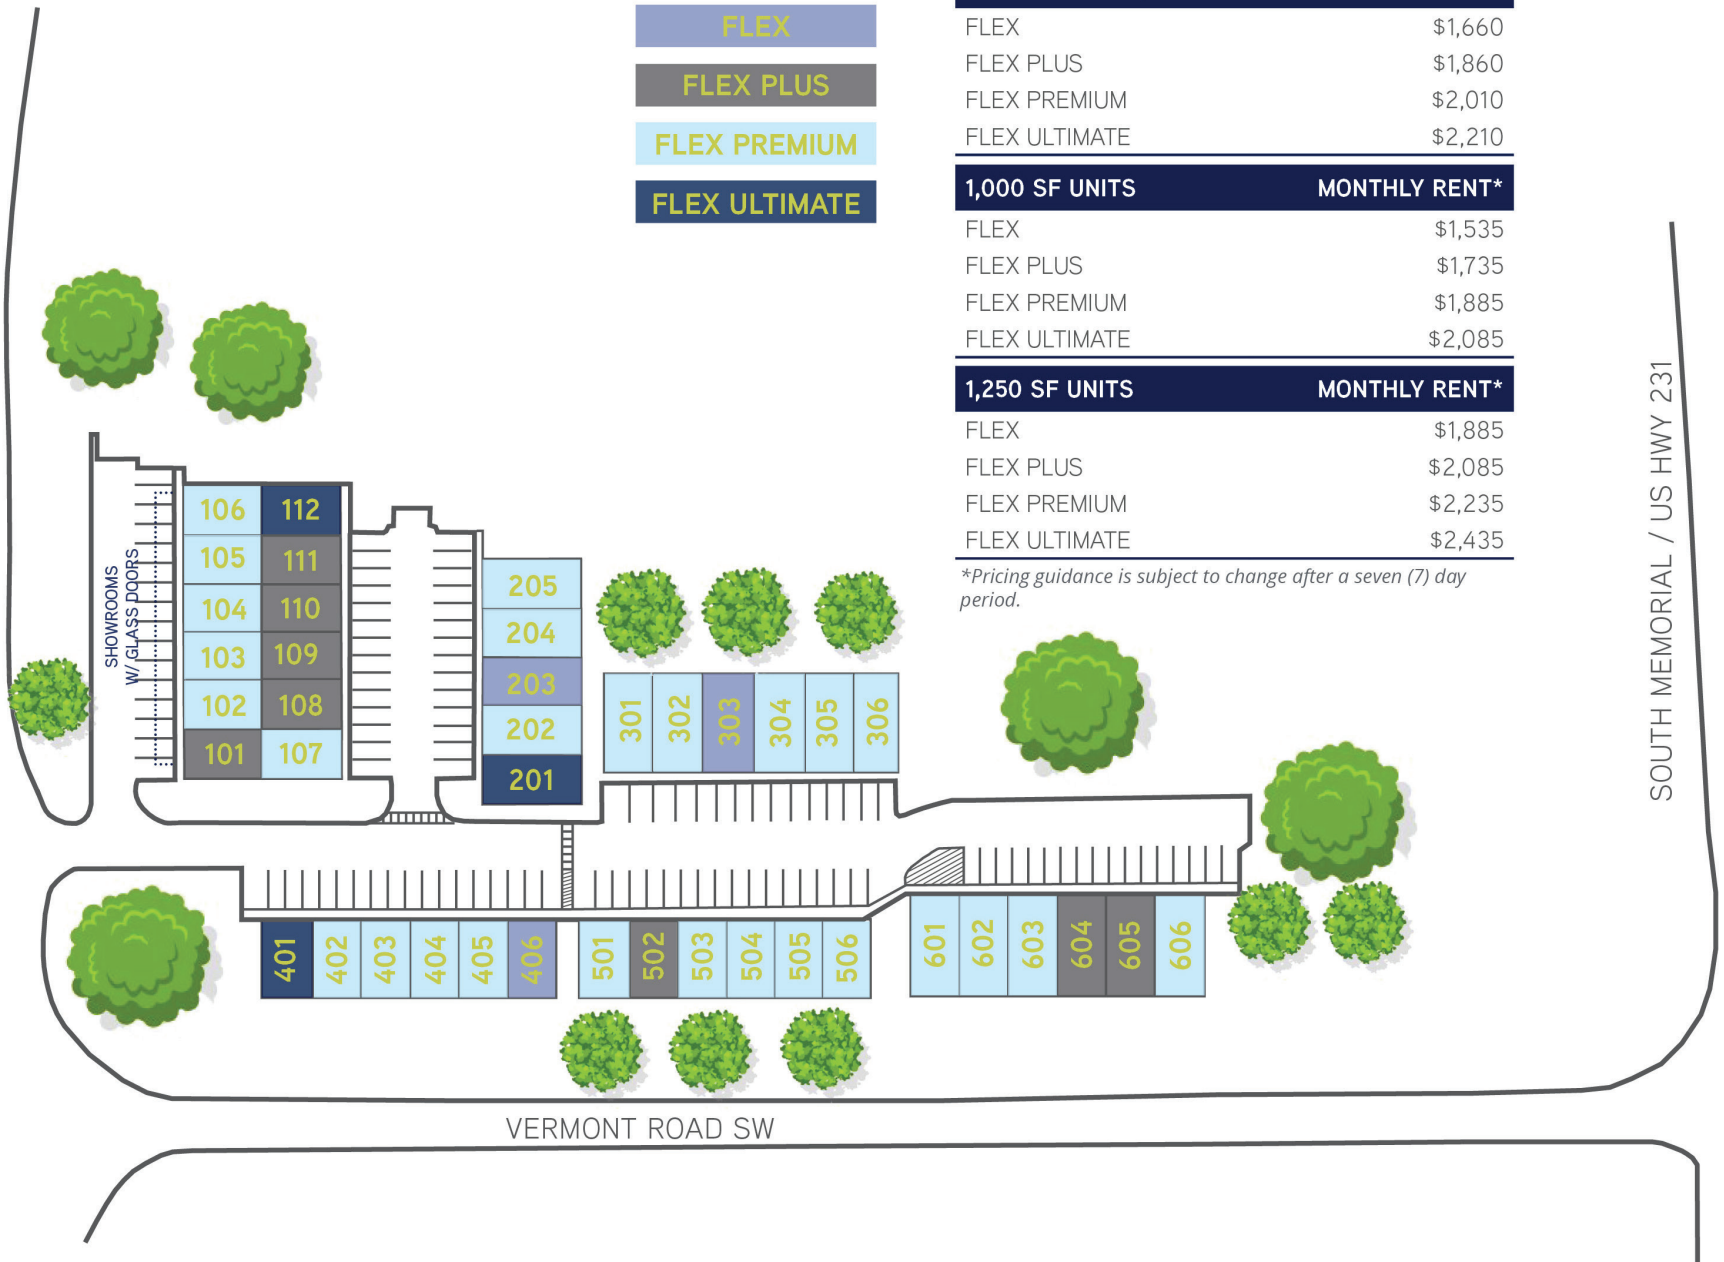 FLEX
FLEX PLUS
FLEX PREMIUM
FLEX ULTIMATE
FLEX $1,660
FLEX PLUS $1,860
FLEX PREMIUM $2,010
FLEX ULTIMATE $2,210
1,000 SF UNITS MONTHLY RENT*
FLEX $1,535
FLEX PLUS $1,735
FLEX PREMIUM $1,885
FLEX ULTIMATE $2,085
1,250 SF UNITS MONTHLY RENT*
FLEX $1,885
FLEX PLUS $2,085
FLEX PREMIUM $2,235
FLEX ULTIMATE $2,435
*Pricing guidance is subject to change after a seven (7) day
period.
SOUTH MEMORIAL / US HWY 231
SHOWROOMS
W/ GLASS DOORS
106 112
105 111
104 110
103 109
102 108
101 107
205
204
203
202
201
301 302 303 304 305 306
401 402 403 404 405 406
501 502 503 504 505 506
601 602 603 604 605 606
VERMONT ROAD SW